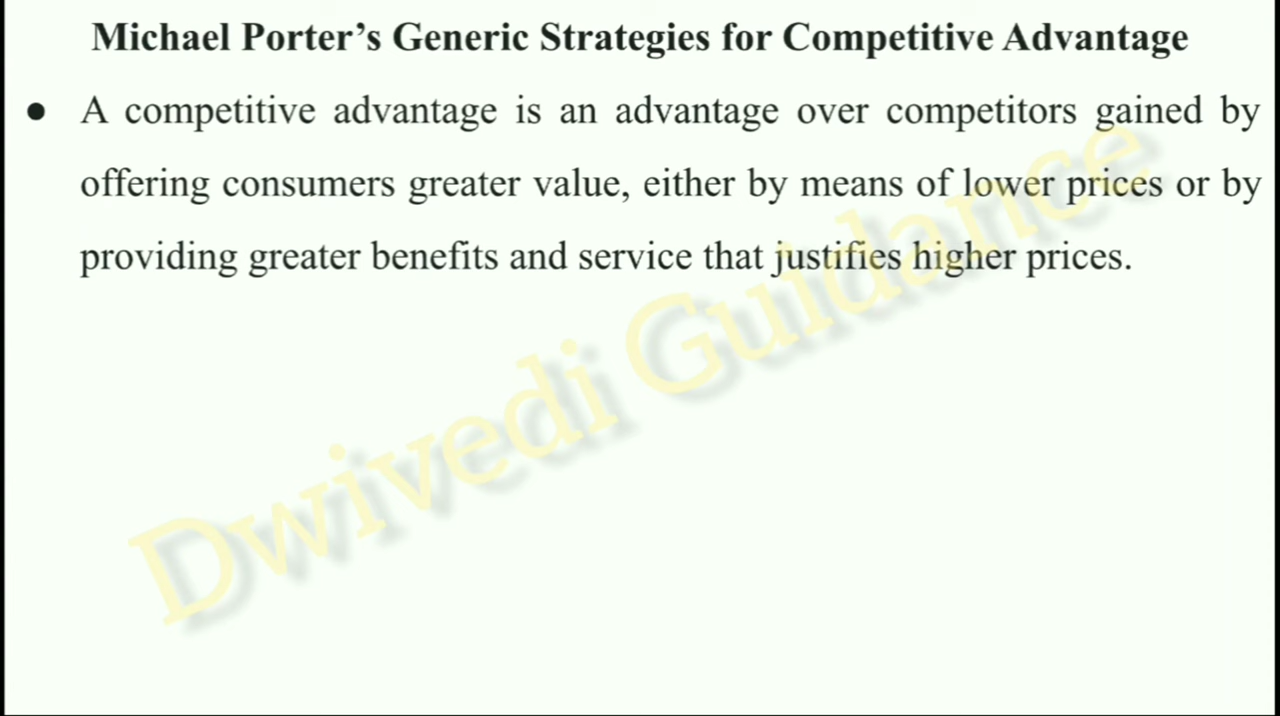 Michael Porter’s Generic Strategies for Competitive Advantage
● A competitive advantage is an advantage over competitors gained by
offering consumers greater value, either by means of lower prices or by
providing greater benefits and service that justifies higher prices.
Dwivedi Guidance